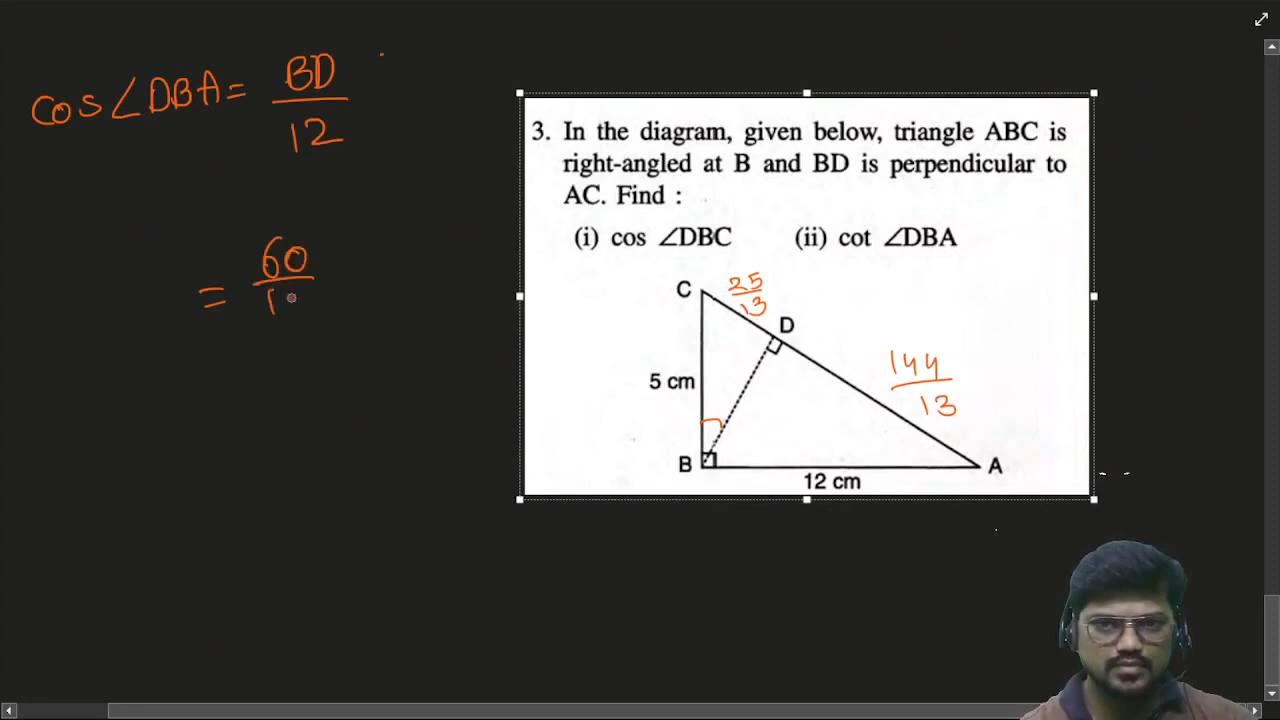 cos∠DBA = BD
12
= 60
1
3. In the diagram, given below, triangle ABC is
right-angled at B and BD is perpendicular to
AC. Find :
(i) cos ∠DBC (ii) cot ∠DBA
C
25
13
D
144
13
5 cm
B
A
12 cm